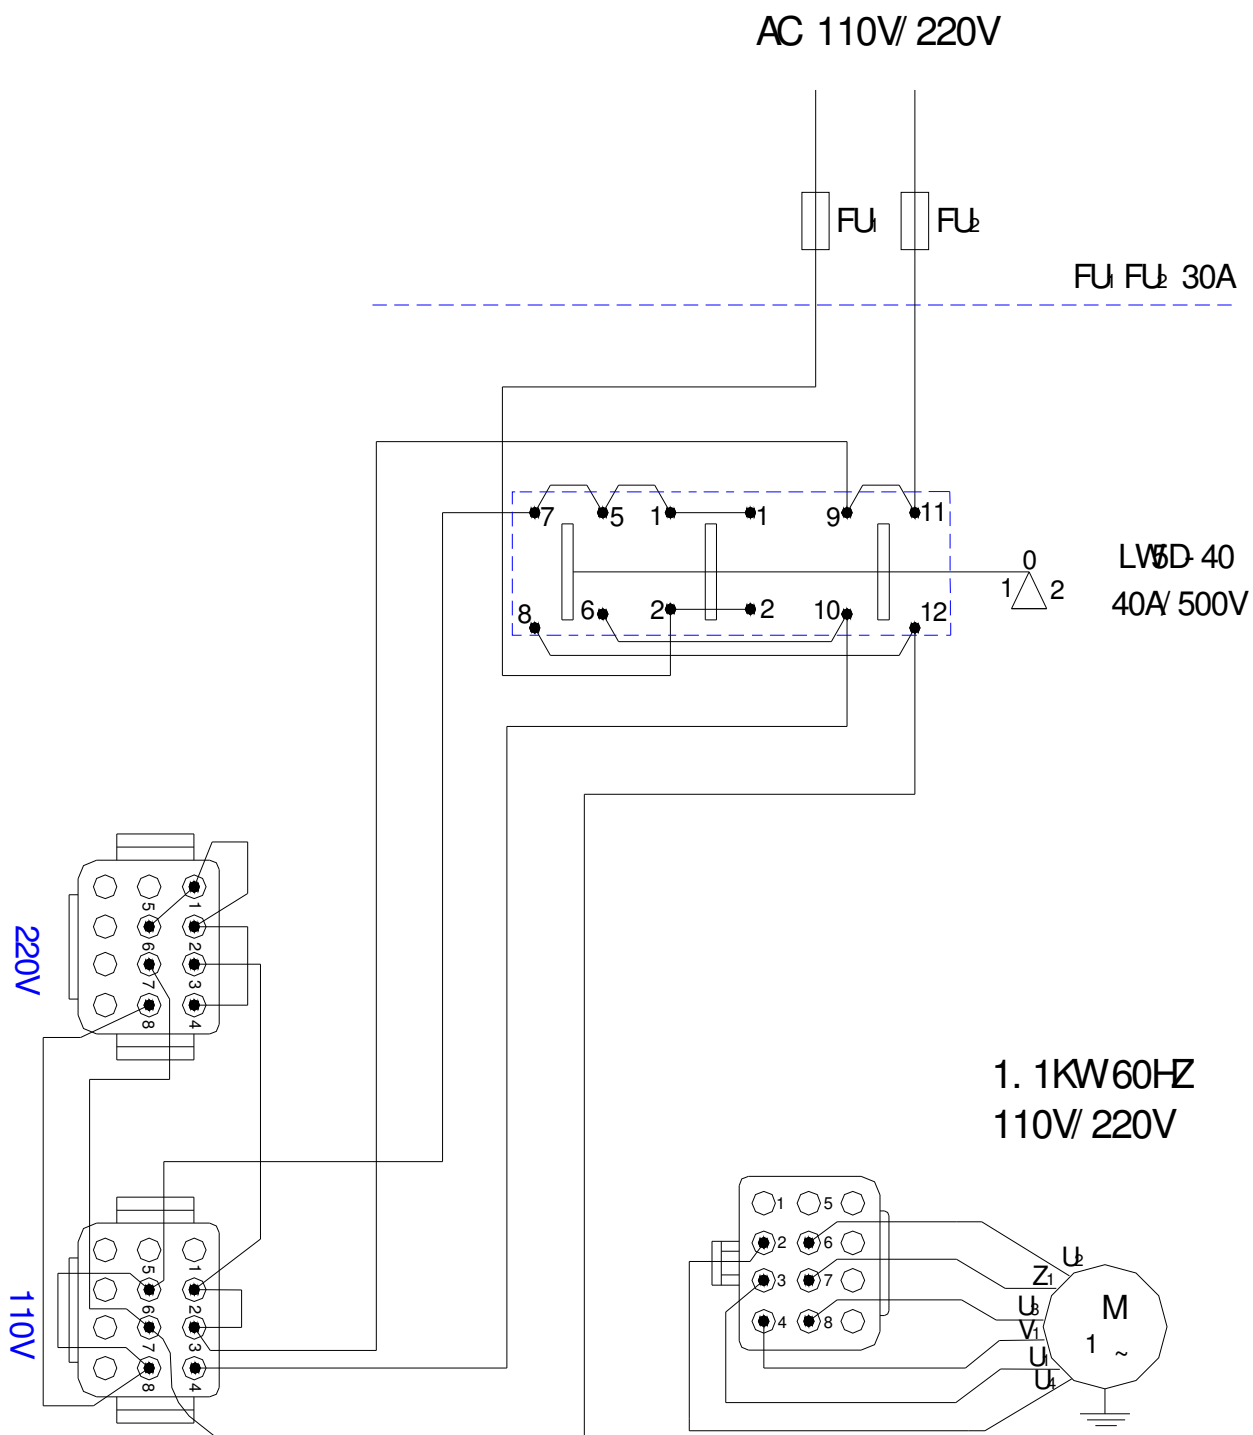 AC 110V/ 220V
FU1 FU2
FU1 FU2 30A
7 5 1 1 9 11
8 6 2 2 10 12
0
1 2
LW5D- 40
40A/ 500V
220V
5 1
6 2
7 3
8 4
110V
5 1
6 2
7 3
8 4
1. 1KW 60HZ
110V/ 220V
1 5
2 6
3 7
4 8
U2
Z1
U3
V1
U1
U4
M
1 ~